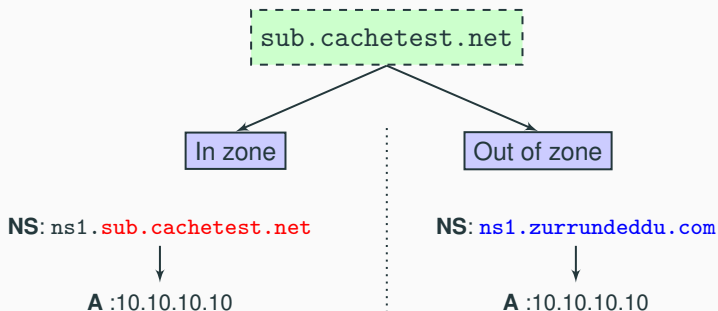 sub.cachetest.net
In zone
Out of zone
NS: ns1.sub.cachetest.net
NS: ns1.zurrundeddu.com
A :10.10.10.10
A :10.10.10.10